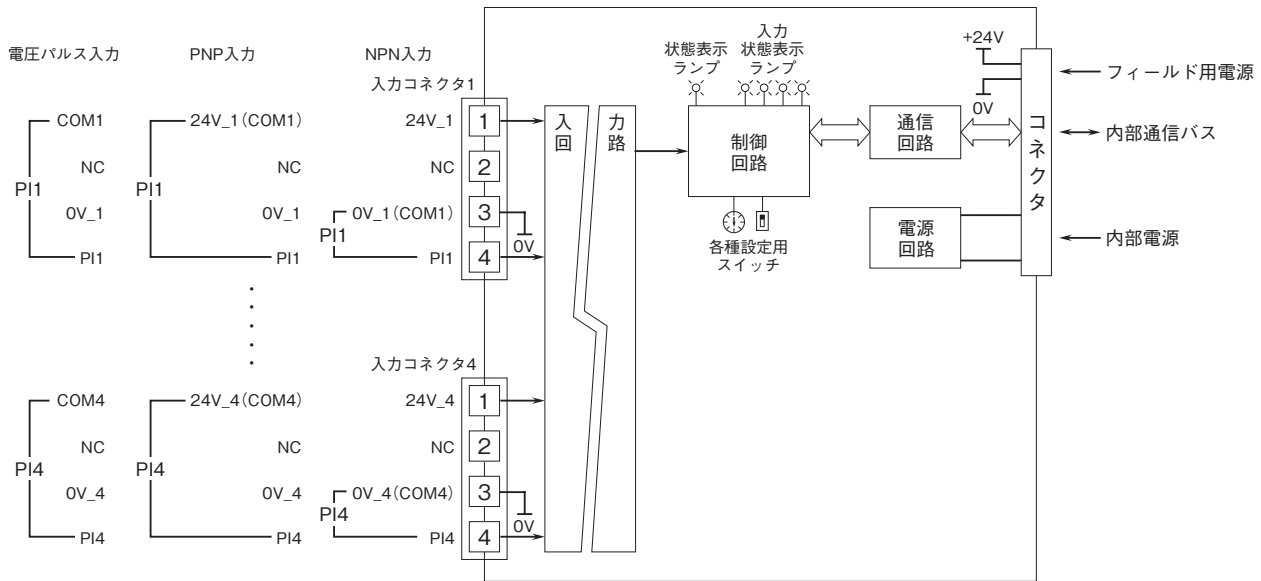 電圧パルス入力
PNP入力
NPN入力
入力コネクタ1
COM1
24V_1(COM1)
24V_1
1
NC
NC
NC
2
PI1
PI1
0V_1
0V_1
0V_1(COM1)
3
PI1
0V
PI1
PI1
PI1
4
入力コネクタ4
COM4
24V_4(COM4)
24V_4
1
NC
NC
NC
2
PI4
PI4
0V_4
0V_4
0V_4(COM4)
3
PI4
0V
PI4
PI4
PI4
4
入力
回路
状態表示
ランプ
入力
状態表示
ランプ
制御
回路
各種設定用
スイッチ
通信
回路
電源
回路
+24V
0V
コネクタ
フィールド用電源
内部通信バス
内部電源